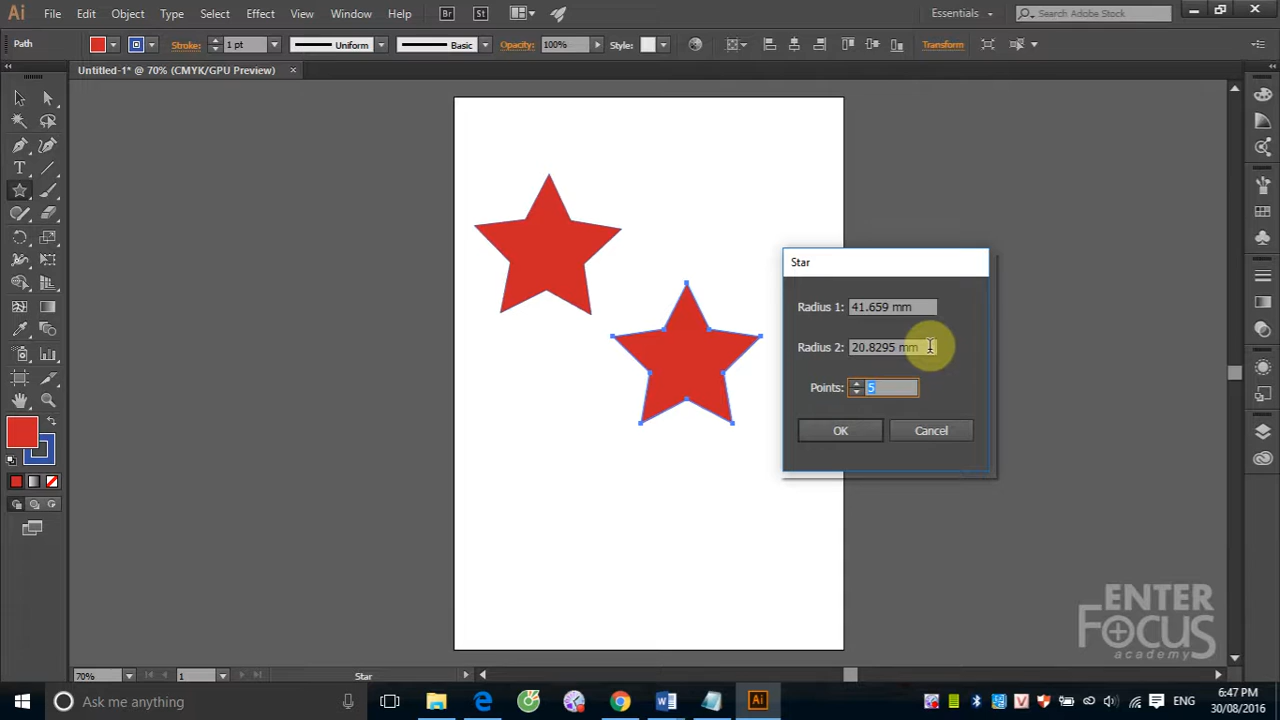 Ai File Edit Object Type Select Effect View Window Help Br St Essentials Search Adobe Stock
Path Stroke: 1 pt Uniform Basic Opacity: 100% Style: Transform
Untitled-1* @ 70% (CMYK/GPU Preview) ×
T
Star
Radius 1: 41.659 mm
Radius 2: 20.8295 mm
Points: 5
OK Cancel
ENTER
FOCUS
academy
70% 1 Star
Ask me anything Ai ENG 6:47 PM
30/08/2016